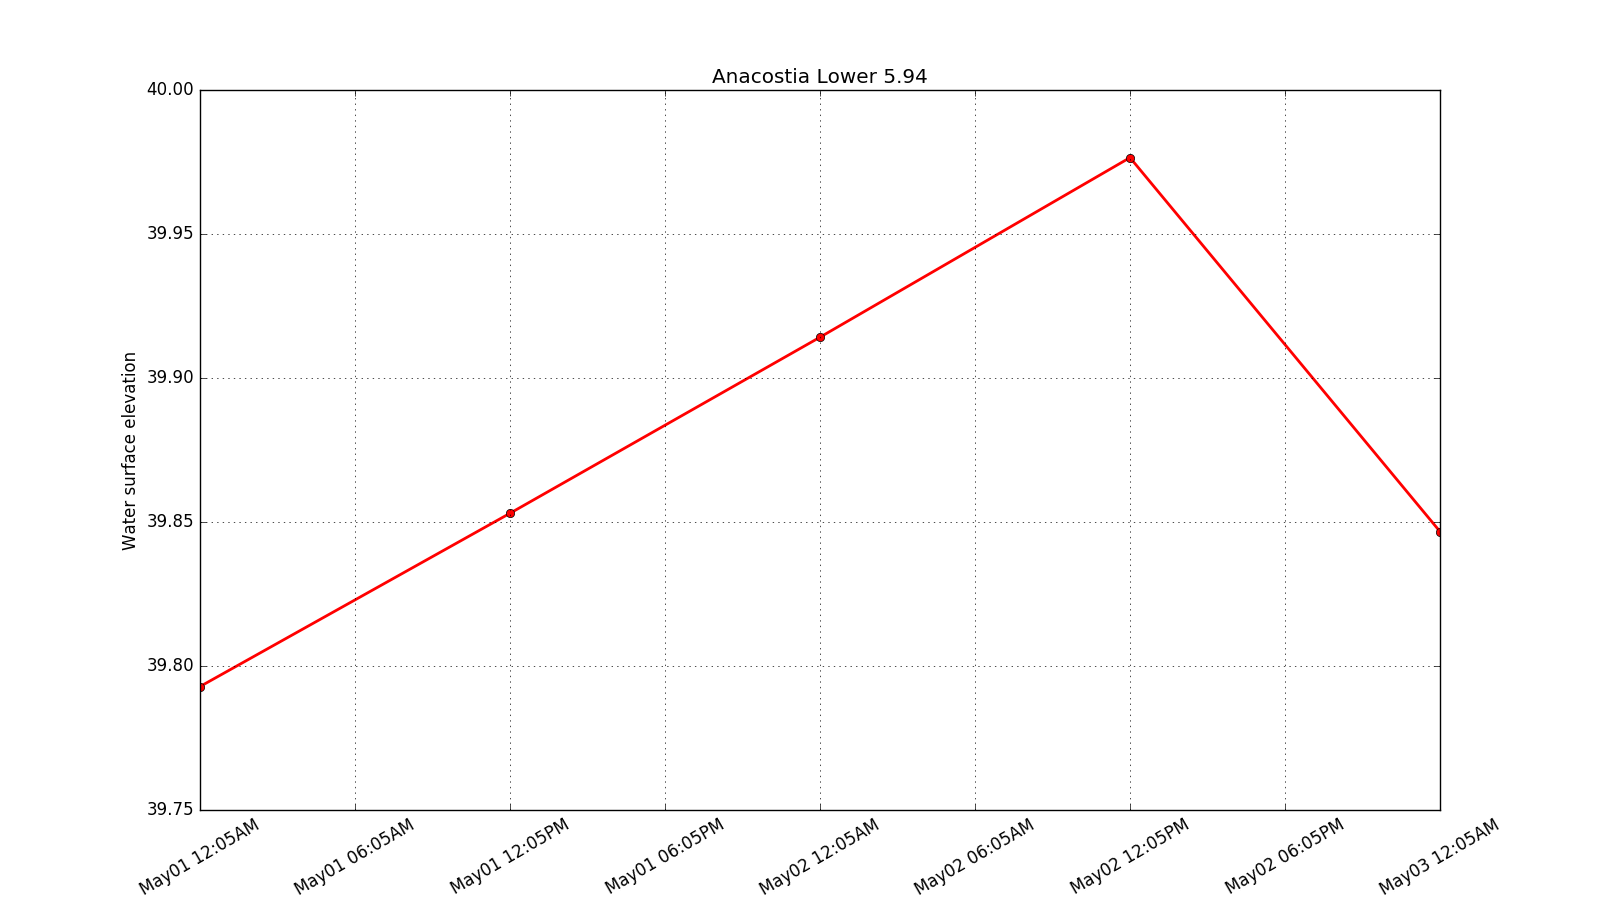 Anacostia Lower 5.94
40.00
39.95
39.90
39.85
39.80
39.75
Water surface elevation
May01 12:05AM
May01 06:05AM
May01 12:05PM
May01 06:05PM
May02 12:05AM
May02 06:05AM
May02 12:05PM
May02 06:05PM
May03 12:05AM